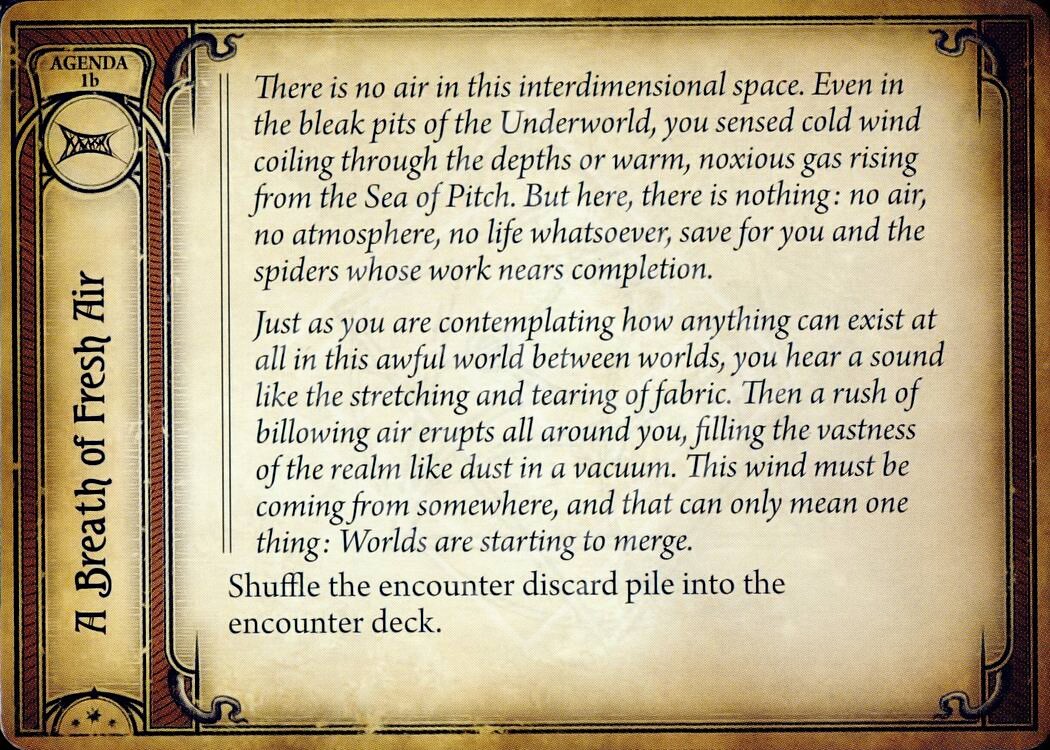 AGENDA
1b
A Breath of Fresh Air
There is no air in this interdimensional space. Even in
the bleak pits of the Underworld, you sensed cold wind
coiling through the depths or warm, noxious gas rising
from the Sea of Pitch. But here, there is nothing: no air,
no atmosphere, no life whatsoever, save for you and the
spiders whose work nears completion.
Just as you are contemplating how anything can exist at
all in this awful world between worlds, you hear a sound
like the stretching and tearing of fabric. Then a rush of
billowing air erupts all around you, filling the vastness
of the realm like dust in a vacuum. This wind must be
coming from somewhere, and that can only mean one
thing: Worlds are starting to merge.
Shuffle the encounter discard pile into the
encounter deck.